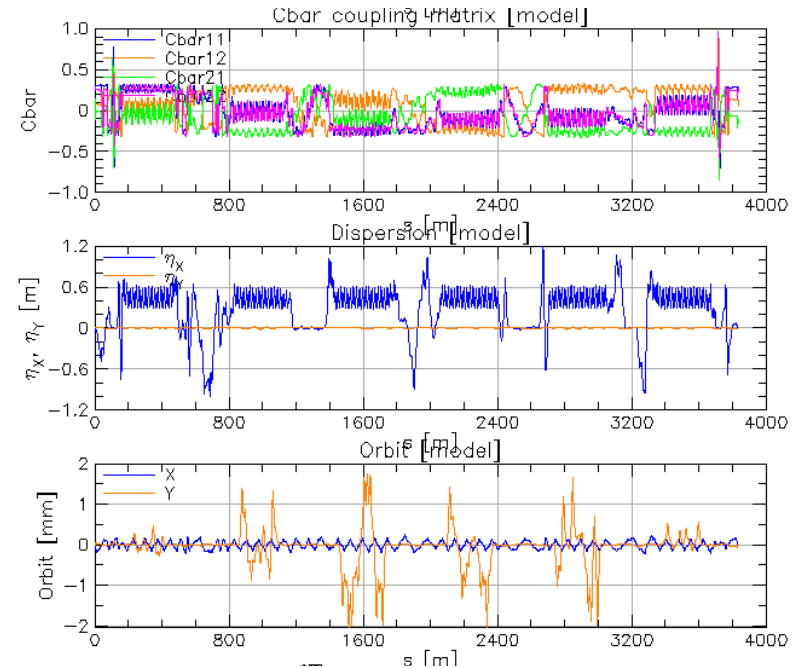 Cbar coupling matrix [model]
1.0
0.5
0
-0.5
-1.0
Cbar
Cbar11
Cbar12
Cbar21
0 800 1600 2400 3200 4000
s [m]
Dispersion [model]
1.2
0.6
0
-0.6
-1.2
ηX, ηY [m]
ηX
ηY
0 800 1600 2400 3200 4000
s [m]
Orbit [model]
2
1
0
-1
-2
Orbit [mm]
X
Y
0 800 1600 2400 3200 4000
s [m]